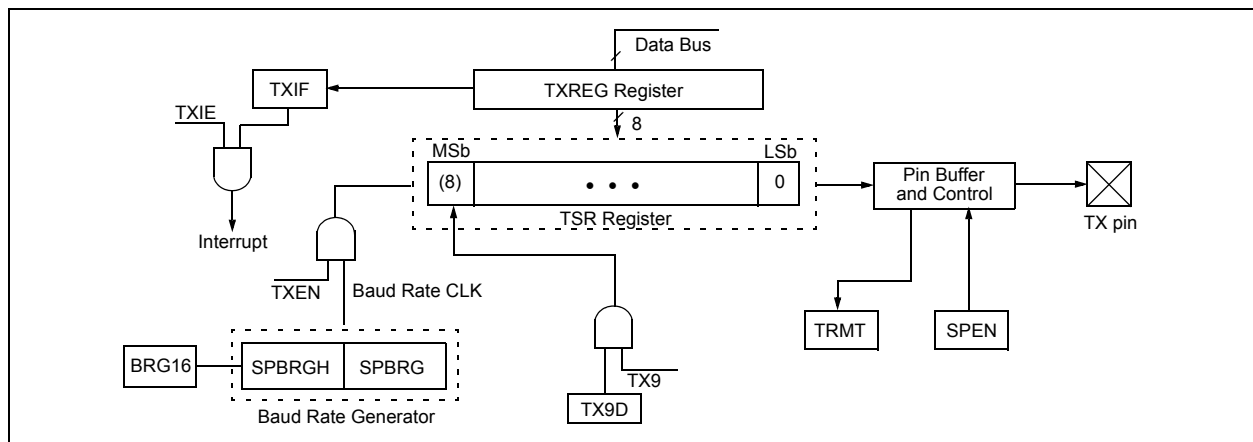 Data Bus
TXIF
TXREG Register
TXIE
8
MSb
LSb
(8)
• • •
0
Pin Buffer
and Control
TSR Register
TX pin
Interrupt
TXEN
Baud Rate CLK
TRMT
SPEN
BRG16
SPBRGH
SPBRG
TX9
Baud Rate Generator
TX9D